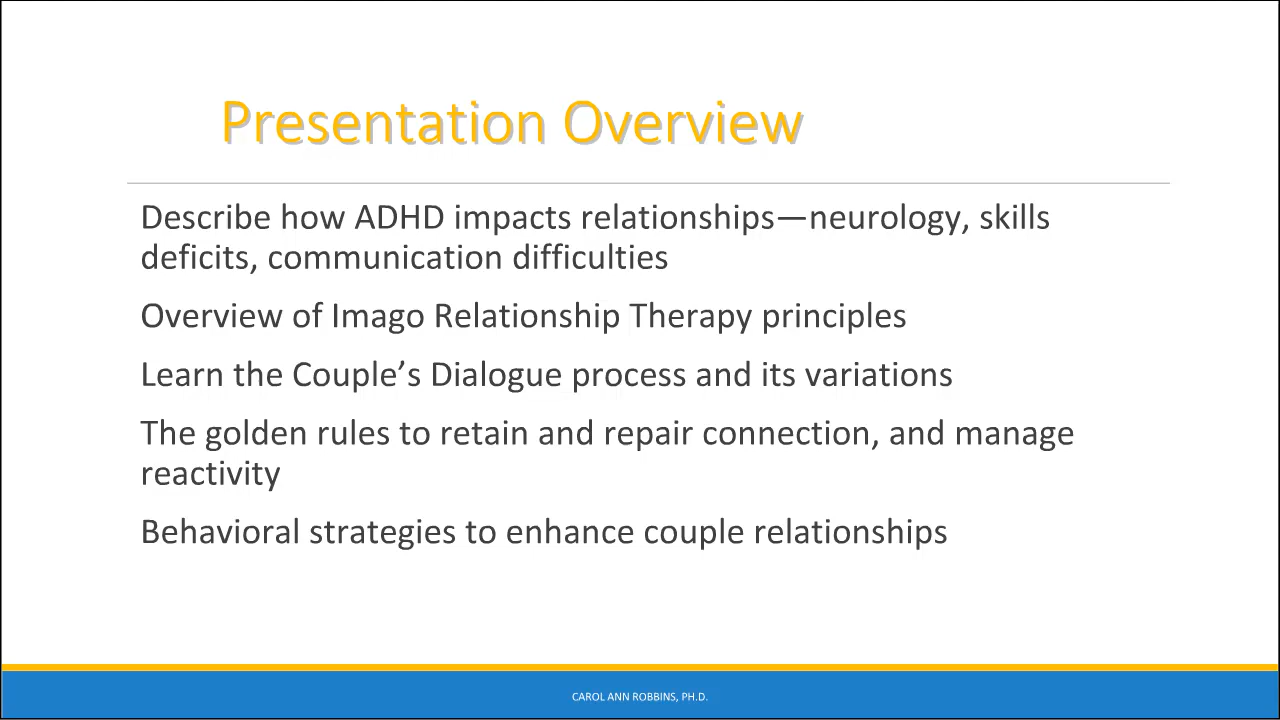 Presentation Overview
Describe how ADHD impacts relationships—neurology, skills
deficits, communication difficulties
Overview of Imago Relationship Therapy principles
Learn the Couple’s Dialogue process and its variations
The golden rules to retain and repair connection, and manage
reactivity
Behavioral strategies to enhance couple relationships
CAROL ANN ROBBINS, PH.D.